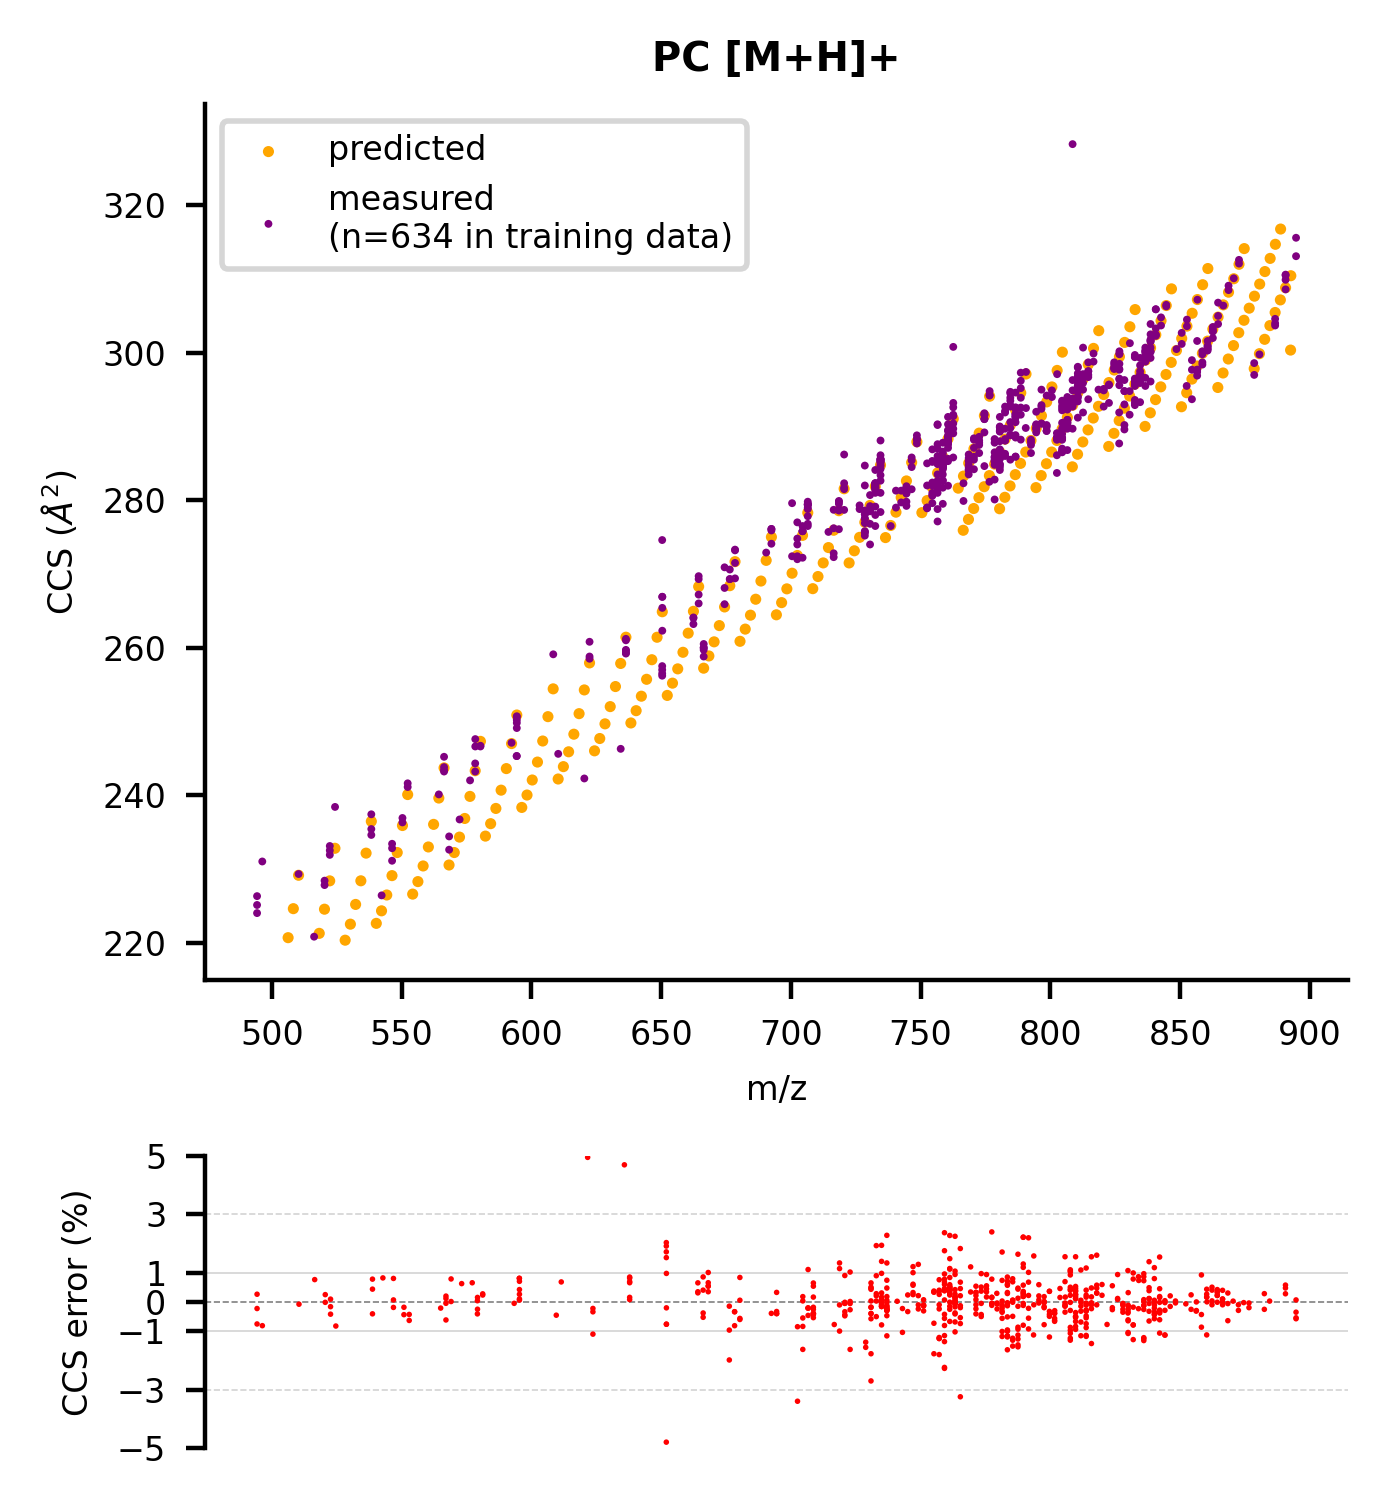 PC [M+H]+
predicted
measured
(n=634 in training data)
CCS (Å²)
320
300
280
260
240
220
500 550 600 650 700 750 800 850 900
m/z
CCS error (%)
5
3
1
0
−1
−3
−5